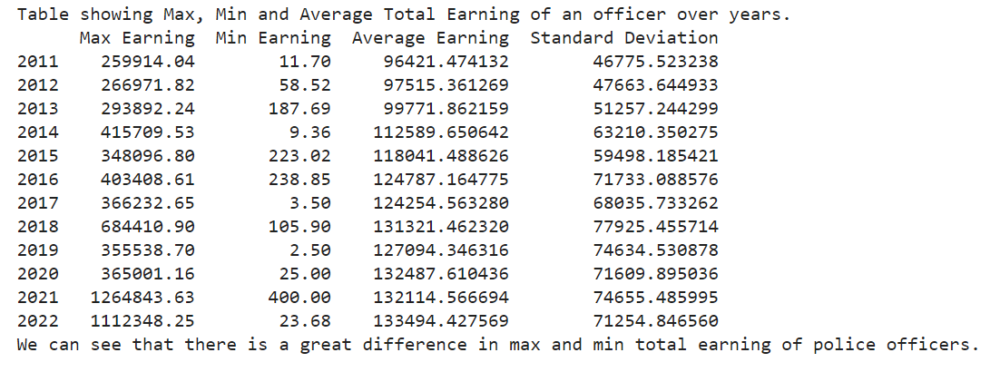 Table showing Max, Min and Average Total Earning of an officer over years.
Max Earning Min Earning Average Earning Standard Deviation
2011 259914.04 11.70 96421.474132 46775.523238
2012 266971.82 58.52 97515.361269 47663.644933
2013 293892.24 187.69 99771.862159 51257.244299
2014 415709.53 9.36 112589.650642 63210.350275
2015 348096.80 223.02 118041.488626 59498.185421
2016 403408.61 238.85 124787.164775 71733.088576
2017 366232.65 3.50 124254.563280 68035.733262
2018 684410.90 105.90 131321.462320 77925.455714
2019 355538.70 2.50 127094.346316 74634.530878
2020 365001.16 25.00 132487.610436 71609.895036
2021 1264843.63 400.00 132114.566694 74655.485995
2022 1112348.25 23.68 133494.427569 71254.846560
We can see that there is a great difference in max and min total earning of police officers.